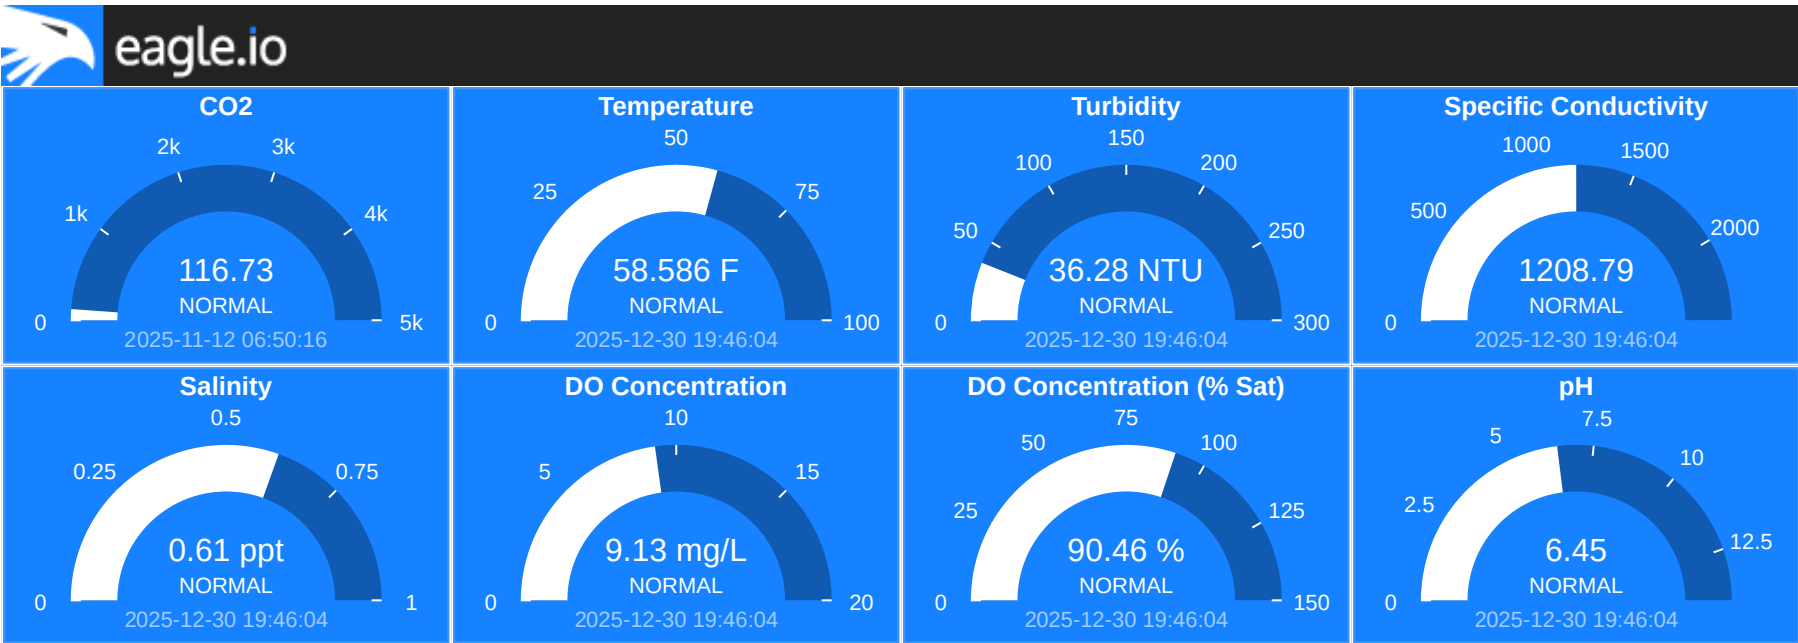 eagle.io
CO2
0
1k
2k
3k
4k
5k
116.73
NORMAL
2025-11-12 06:50:16
Temperature
0
25
50
75
100
58.586 F
NORMAL
2025-12-30 19:46:04
Turbidity
0
50
100
150
200
250
300
36.28 NTU
NORMAL
2025-12-30 19:46:04
Specific Conductivity
0
500
1000
1500
2000
1208.79
NORMAL
2025-12-30 19:46:04
Salinity
0
0.25
0.5
0.75
1
0.61 ppt
NORMAL
2025-12-30 19:46:04
DO Concentration
0
5
10
15
20
9.13 mg/L
NORMAL
2025-12-30 19:46:04
DO Concentration (% Sat)
0
25
50
75
100
125
150
90.46 %
NORMAL
2025-12-30 19:46:04
pH
0
2.5
5
7.5
10
12.5
6.45
NORMAL
2025-12-30 19:46:04